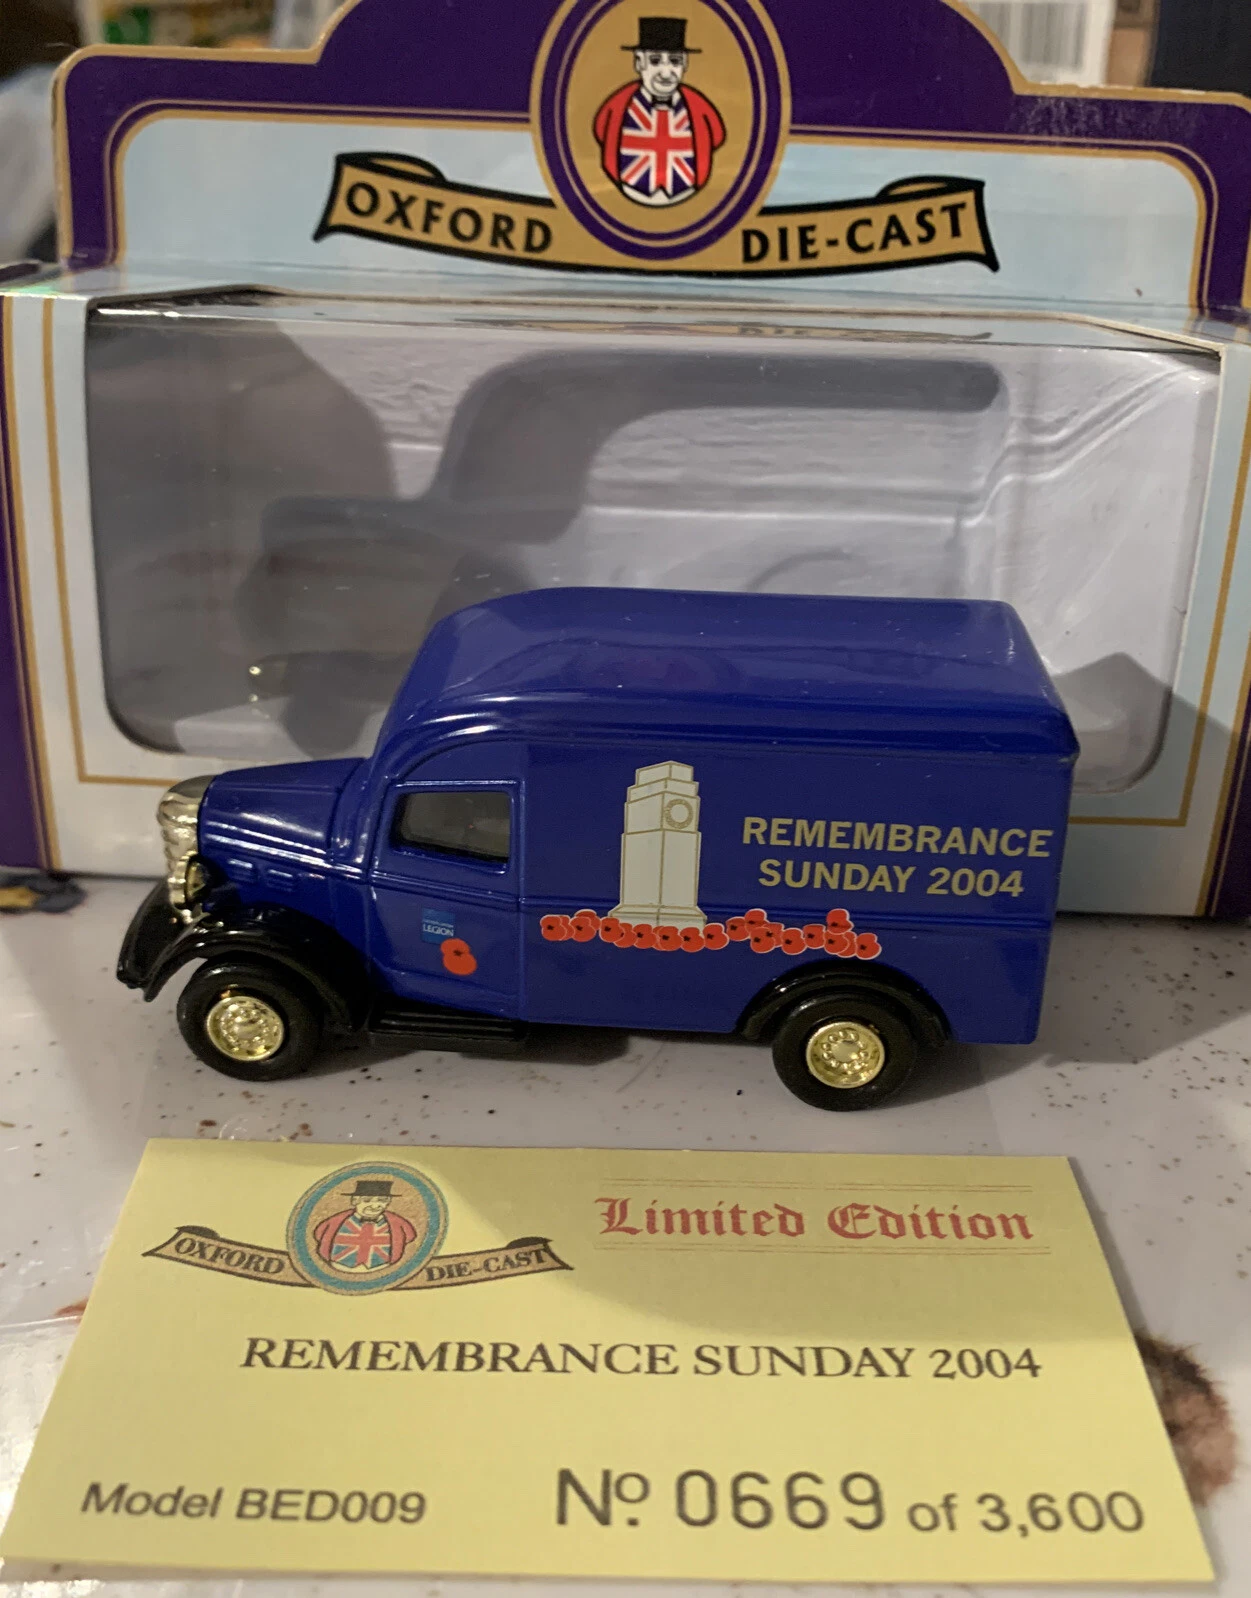 OXFORD DIE-CAST
REMEMBRANCE
SUNDAY 2004
LEGION
OXFORD DIE-CAST
Limited Edition
REMEMBRANCE SUNDAY 2004
Model BED009
Nº 0669 of 3,600